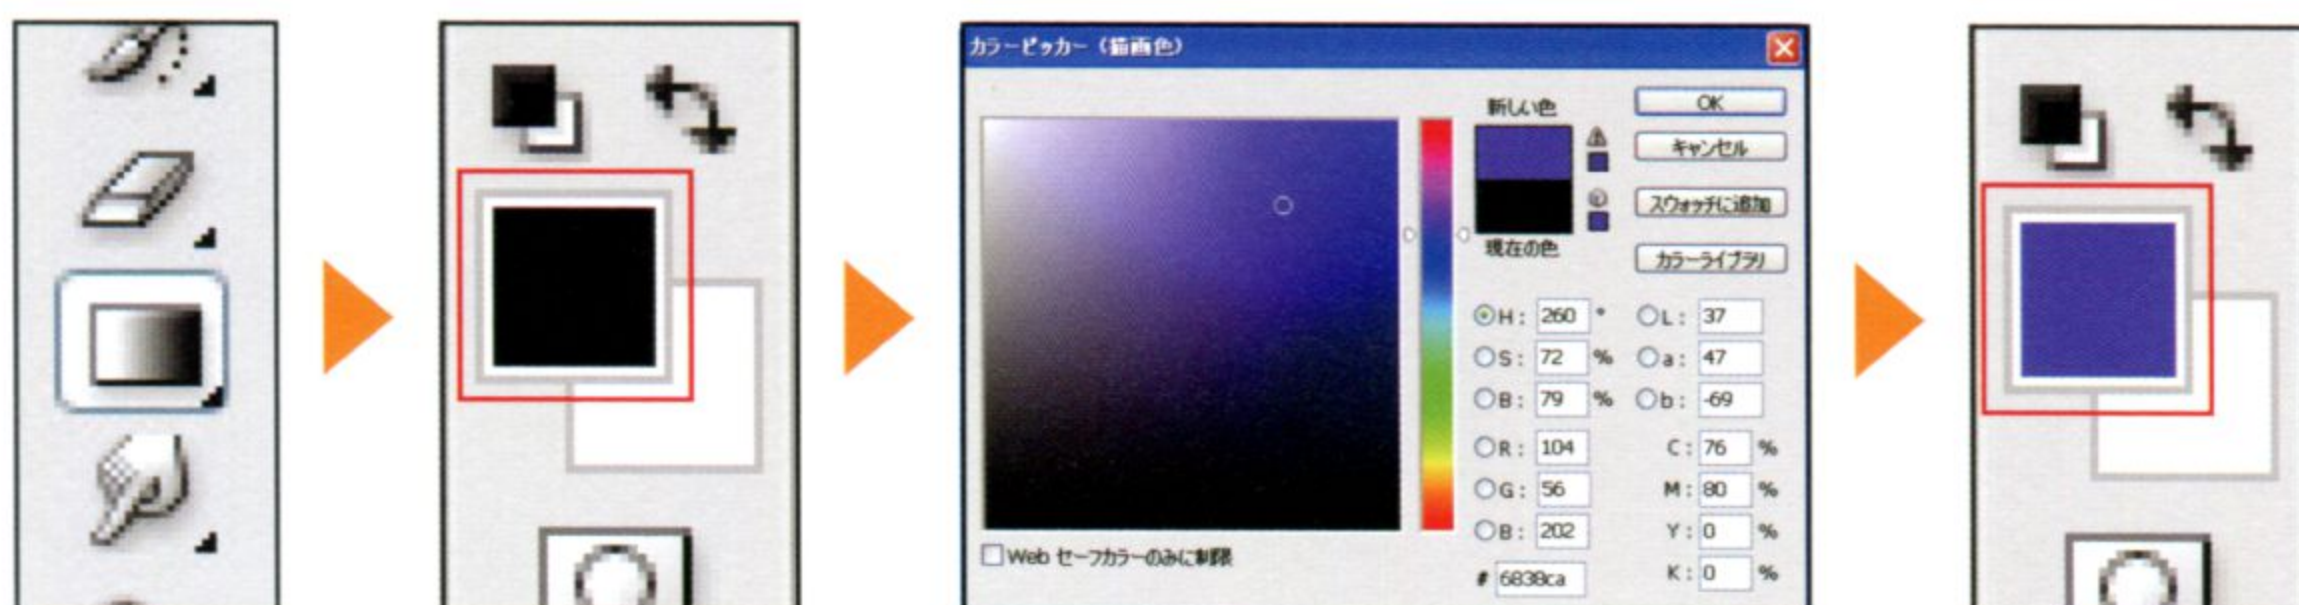 カラーピッカー（描画色）
新しい色
現在の色
OK
キャンセル
スウォッチに追加
カラーライブラリ
H: 260 °
S: 72 %
B: 79 %
R: 104
G: 56
B: 202
# 6838ca
L: 37
a: 47
b: -69
C: 76 %
M: 80 %
Y: 0 %
K: 0 %
Web セーフカラーのみに制限